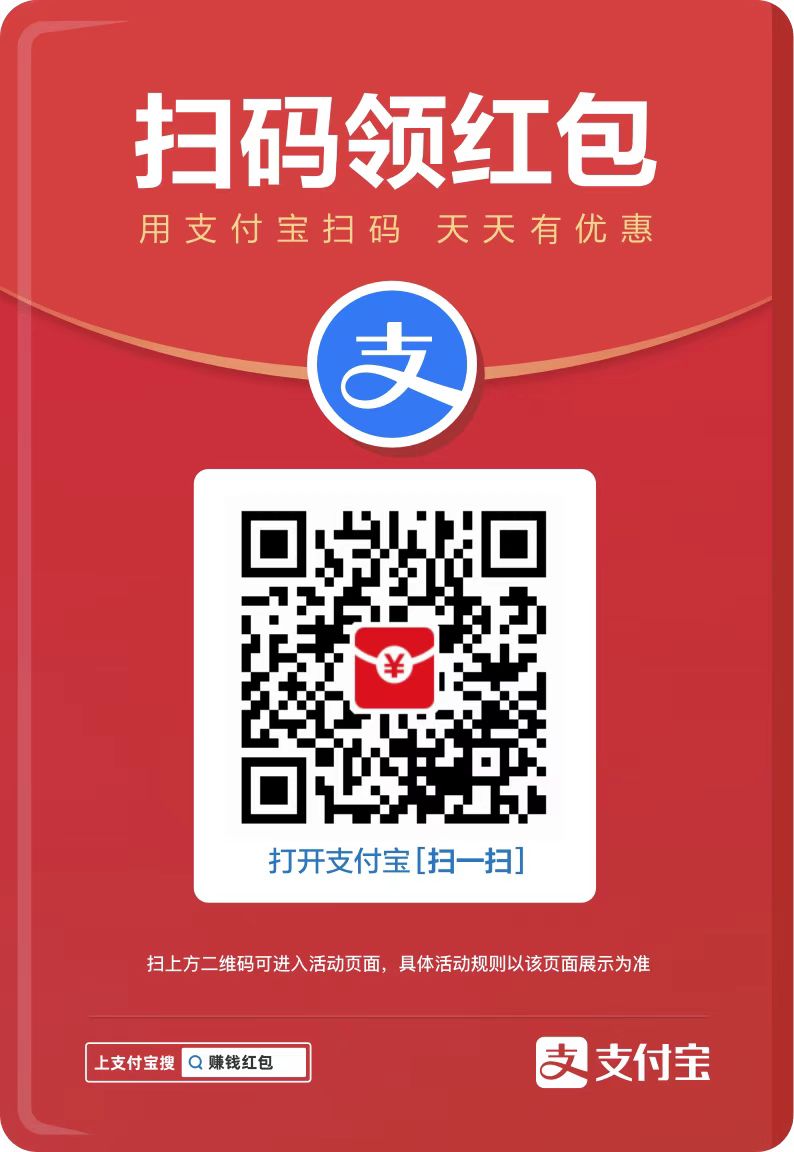 扫码领红包
用支付宝扫码 天天有优惠
支
¥
打开支付宝[扫一扫]
扫上方二维码可进入活动页面，具体活动规则以该页面展示为准
上支付宝搜 赚钱红包
支 支付宝